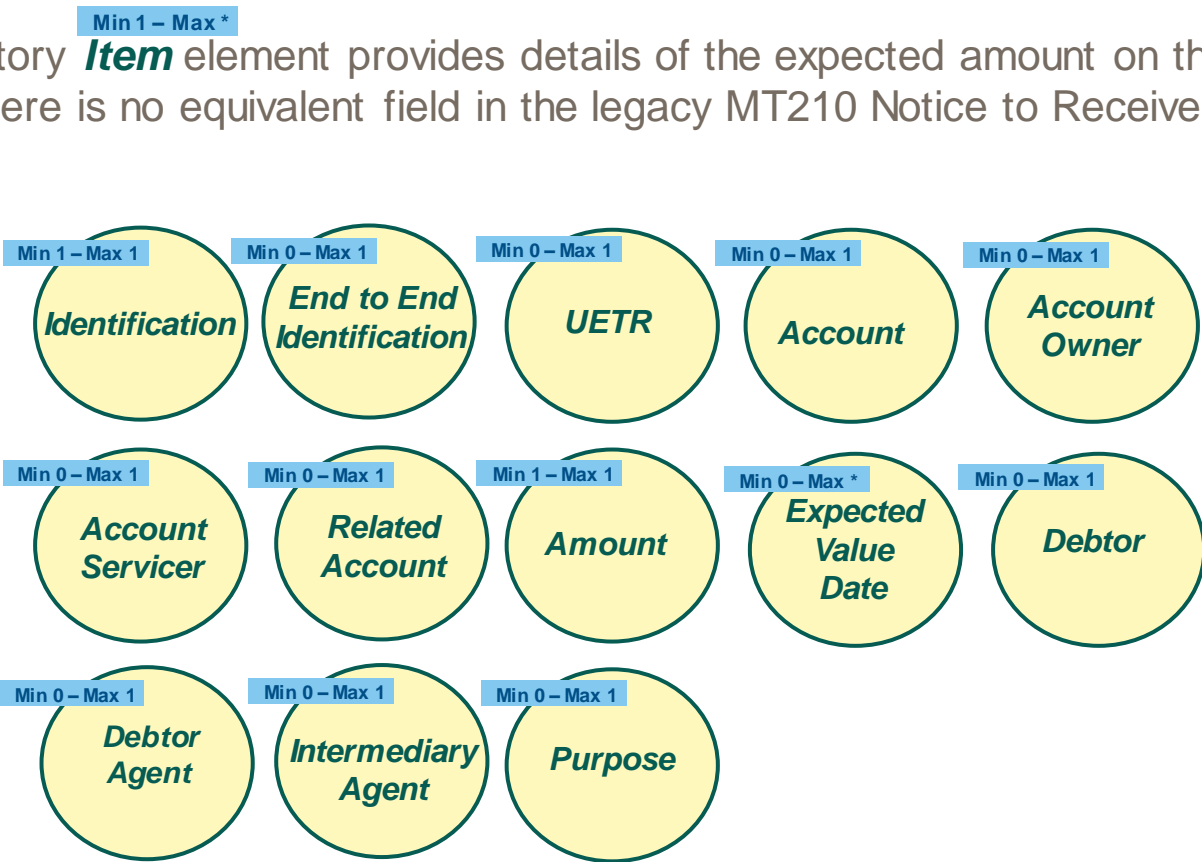 Min 1 – Max *
tory Item element provides details of the expected amount on th
ere is no equivalent field in the legacy MT210 Notice to Receive
Min 1 – Max 1
Identification
Min 0 – Max 1
End to End
Identification
Min 0 – Max 1
UETR
Min 0 – Max 1
Account
Min 0 – Max 1
Account
Owner
Min 0 – Max 1
Account
Servicer
Min 0 – Max 1
Related
Account
Min 1 – Max 1
Amount
Min 0 – Max *
Expected
Value
Date
Min 0 – Max 1
Debtor
Min 0 – Max 1
Debtor
Agent
Min 0 – Max 1
Intermediary
Agent
Min 0 – Max 1
Purpose